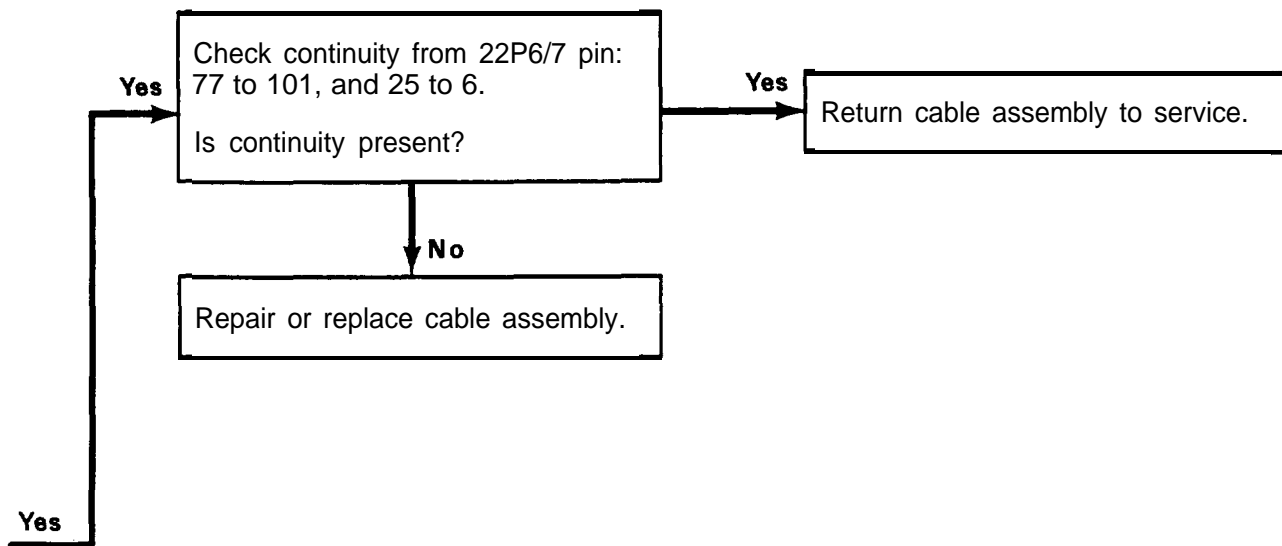 Check continuity from 22P6/7 pin:
77 to 101, and 25 to 6.
Is continuity present?
Yes
Yes
Return cable assembly to service.
No
Repair or replace cable assembly.
Yes